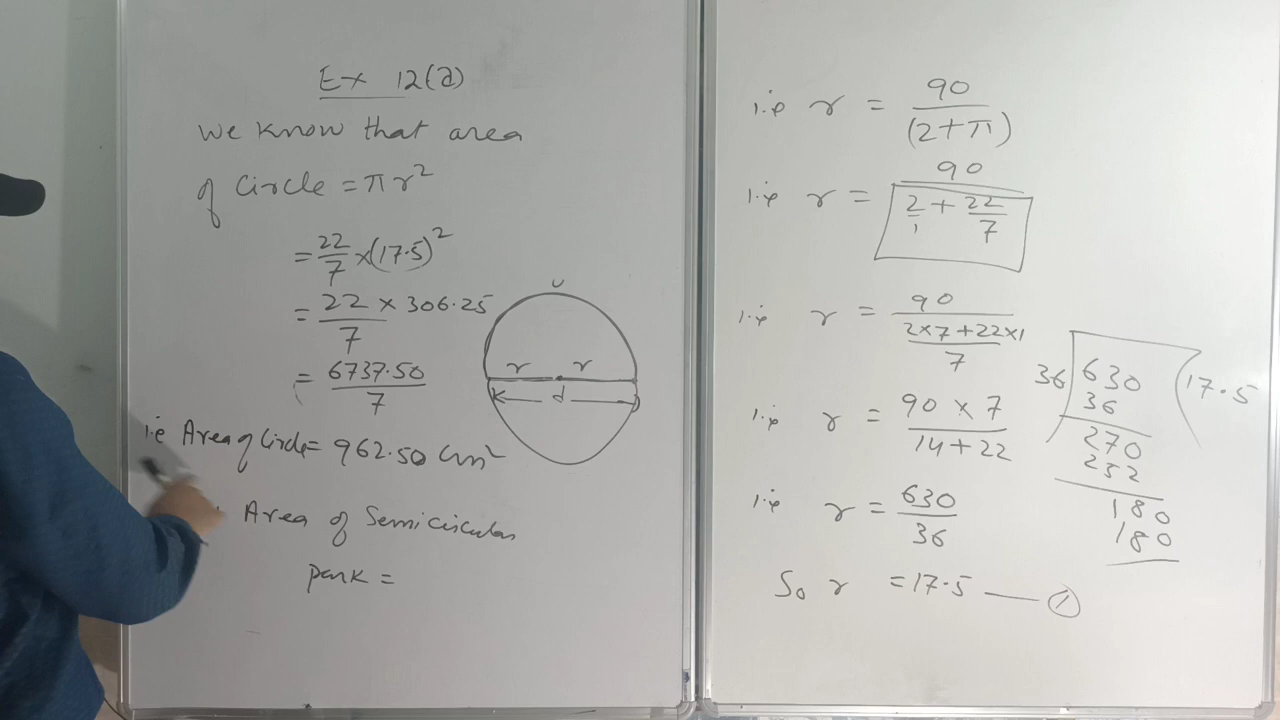 Ex 12(a)
We know that area
of Circle = πr²
= 22/7 × (17.5)²
= 22 × 306.25 / 7
= 6737.50 / 7
i.e Area of Circle = 962.50 Cm²
Area of Semicircular
park =
r r
d
i.e r = 90 / (2+π)
i.e r = 90 / (2/1 + 22/7)
i.e r = 90 / ((2×7+22×1)/7)
i.e r = 90 × 7 / 14+22
i.e r = 630 / 36
So r = 17.5 — ①
36 630 17.5
36
270
252
180
180